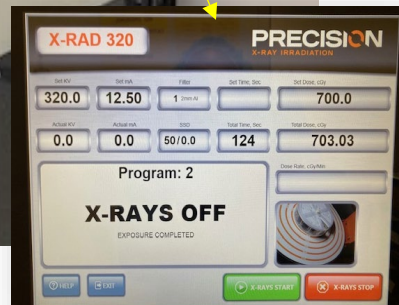 X-RAD 320
PRECISION
X-RAY IRRADIATION
Set KV Set mA Filter Set Time, Sec Set Dose, cGy
320.0 12.50 1 2mm Al 700.0
Actual KV Actual mA SSD Total Time, Sec Total Dose, cGy
0.0 0.0 50/0.0 124 703.03
Program: 2
Dose Rate, cGy/Min
X-RAYS OFF
EXPOSURE COMPLETED
HELP EXIT X-RAYS START X-RAYS STOP